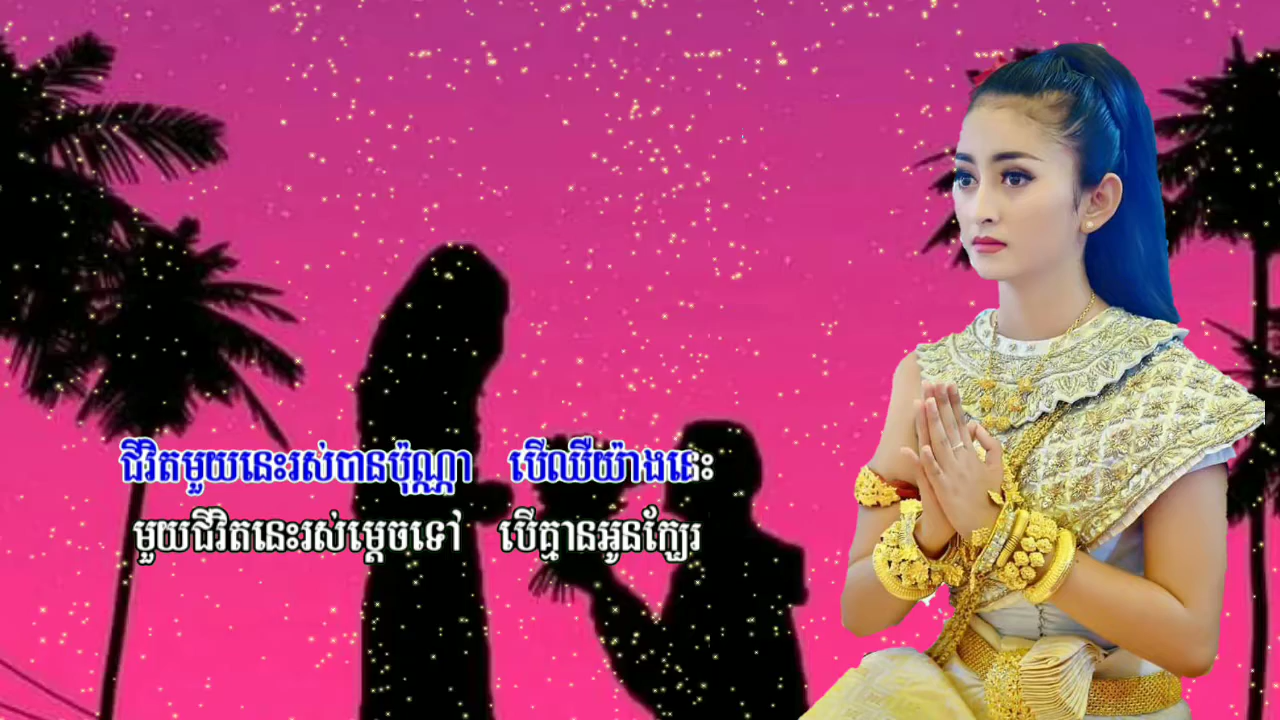 ជីវិតមួយនេះរស់បានប៉ុណ្ណា បើឈឺយ៉ាងនេះ
មួយជីវិតនេះរស់ម្ដេចទៅ បើគ្មានអូនក្បែរ